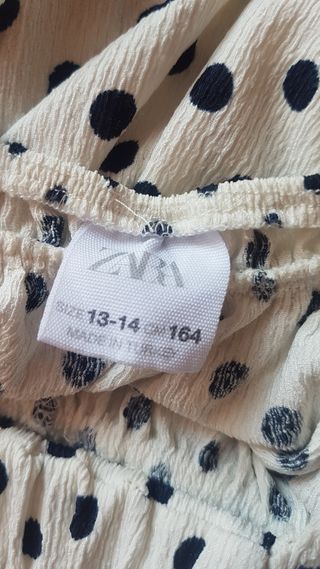 ZARA
SIZE 13-14 CM 164
MADE IN TURKEY